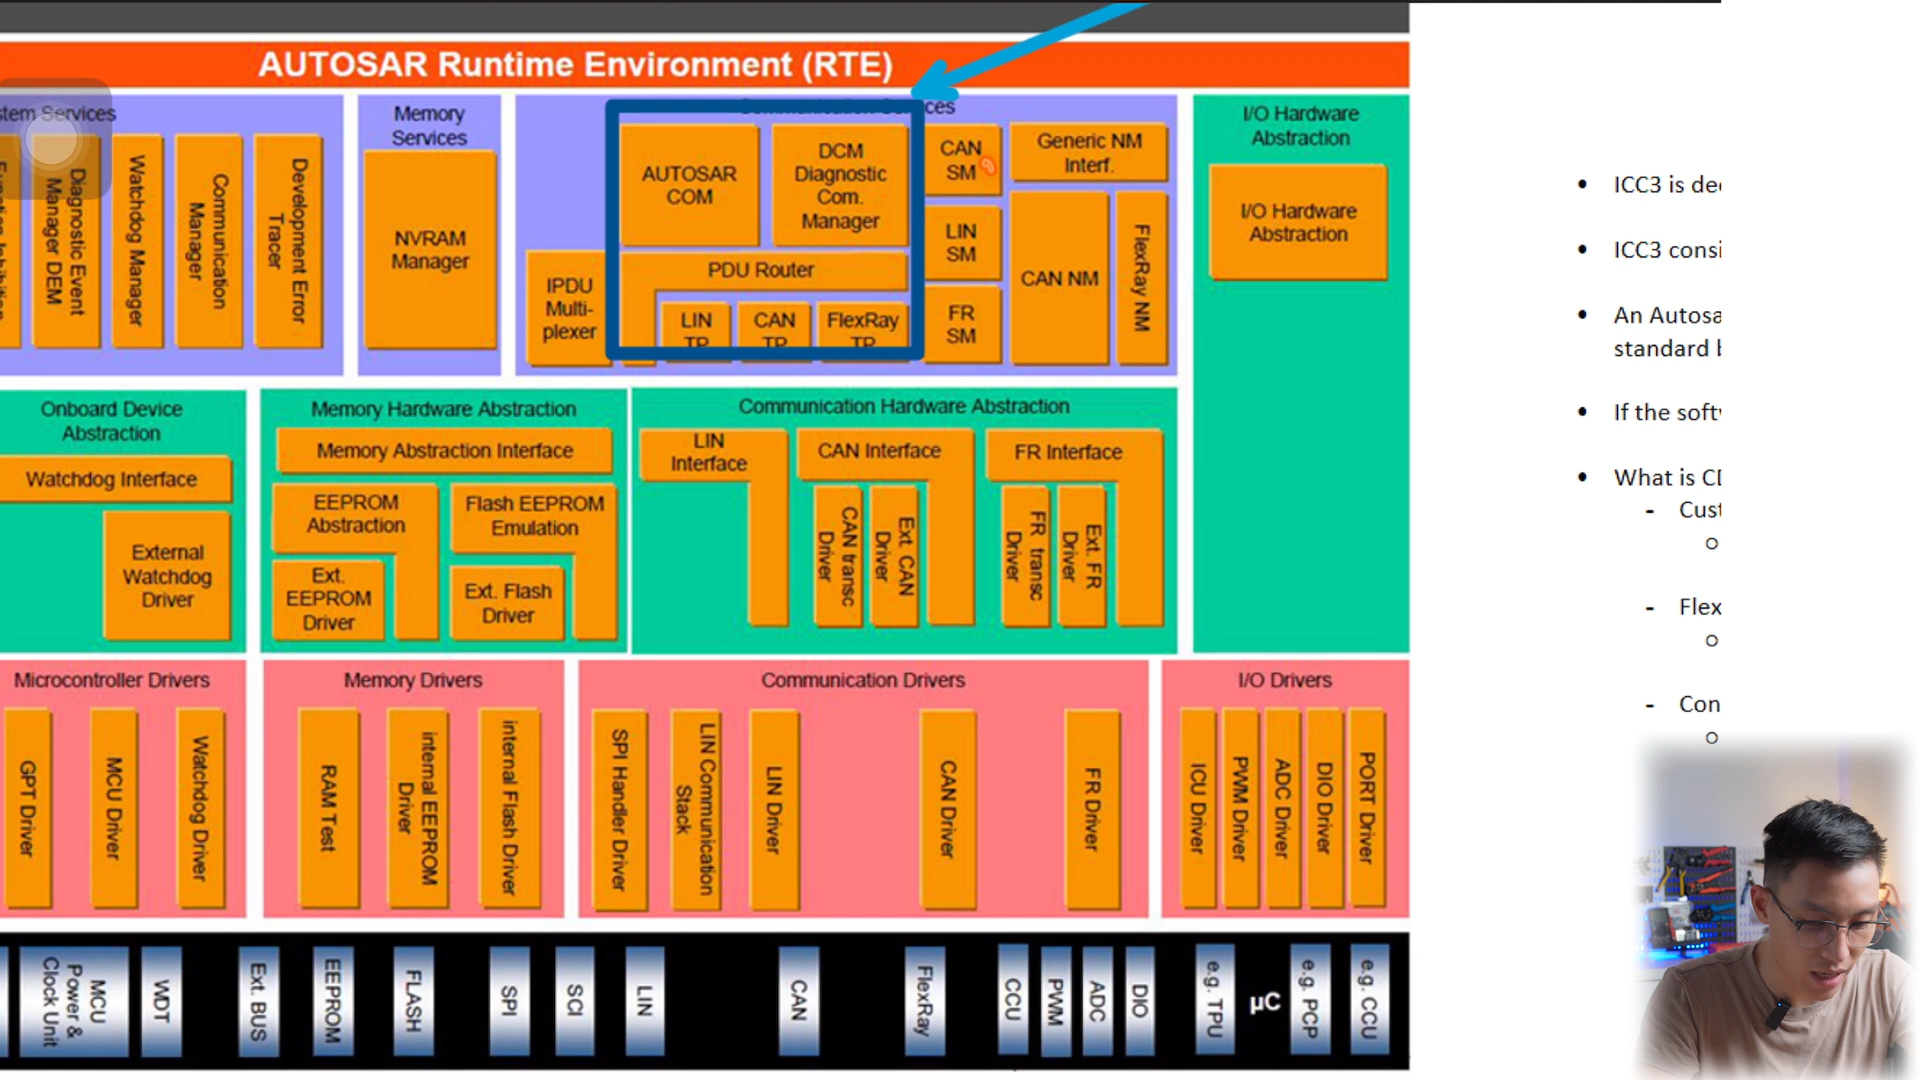 AUTOSAR Runtime Environment (RTE)
stem Services
Diagnostic Event
Manager DEM
Watchdog Manager
Communication
Manager
Development Error
Tracer
Memory
Services
NVRAM
Manager
AUTOSAR
COM
DCM
Diagnostic
Com.
Manager
PDU Router
IPDU
Multi-
plexer
LIN
TP
CAN
TP
FlexRay
TP
CAN
SM
LIN
SM
FR
SM
Generic NM
Interf.
CAN NM
FlexRay NM
I/O Hardware
Abstraction
I/O Hardware
Abstraction
Onboard Device
Abstraction
Watchdog Interface
External
Watchdog
Driver
Memory Hardware Abstraction
Memory Abstraction Interface
EEPROM
Abstraction
Flash EEPROM
Emulation
Ext.
EEPROM
Driver
Ext. Flash
Driver
Communication Hardware Abstraction
LIN
Interface
CAN Interface
CAN transc
Driver
Ext. CAN
Driver
FR Interface
FR transc
Driver
Ext. FR
Driver
Microcontroller Drivers
GPT Driver
MCU Driver
Watchdog Driver
Memory Drivers
RAM Test
internal EEPROM
Driver
internal Flash Driver
Communication Drivers
SPI Handler Driver
LIN Communication
Stack
LIN Driver
CAN Driver
FR Driver
I/O Drivers
ICU Driver
PWM Driver
ADC Driver
DIO Driver
PORT Driver
MCU
Power &
Clock Unit
WDT
Ext. BUS
EEPROM
FLASH
SPI
SCI
LIN
CAN
FlexRay
CCU
PWM
ADC
DIO
e.g. TPU
µC
e.g. PCP
e.g. CCU
• ICC3 is de
• ICC3 consi
• An Autosa
standard
• If the soft
• What is
- Cust
- Flex
- Con